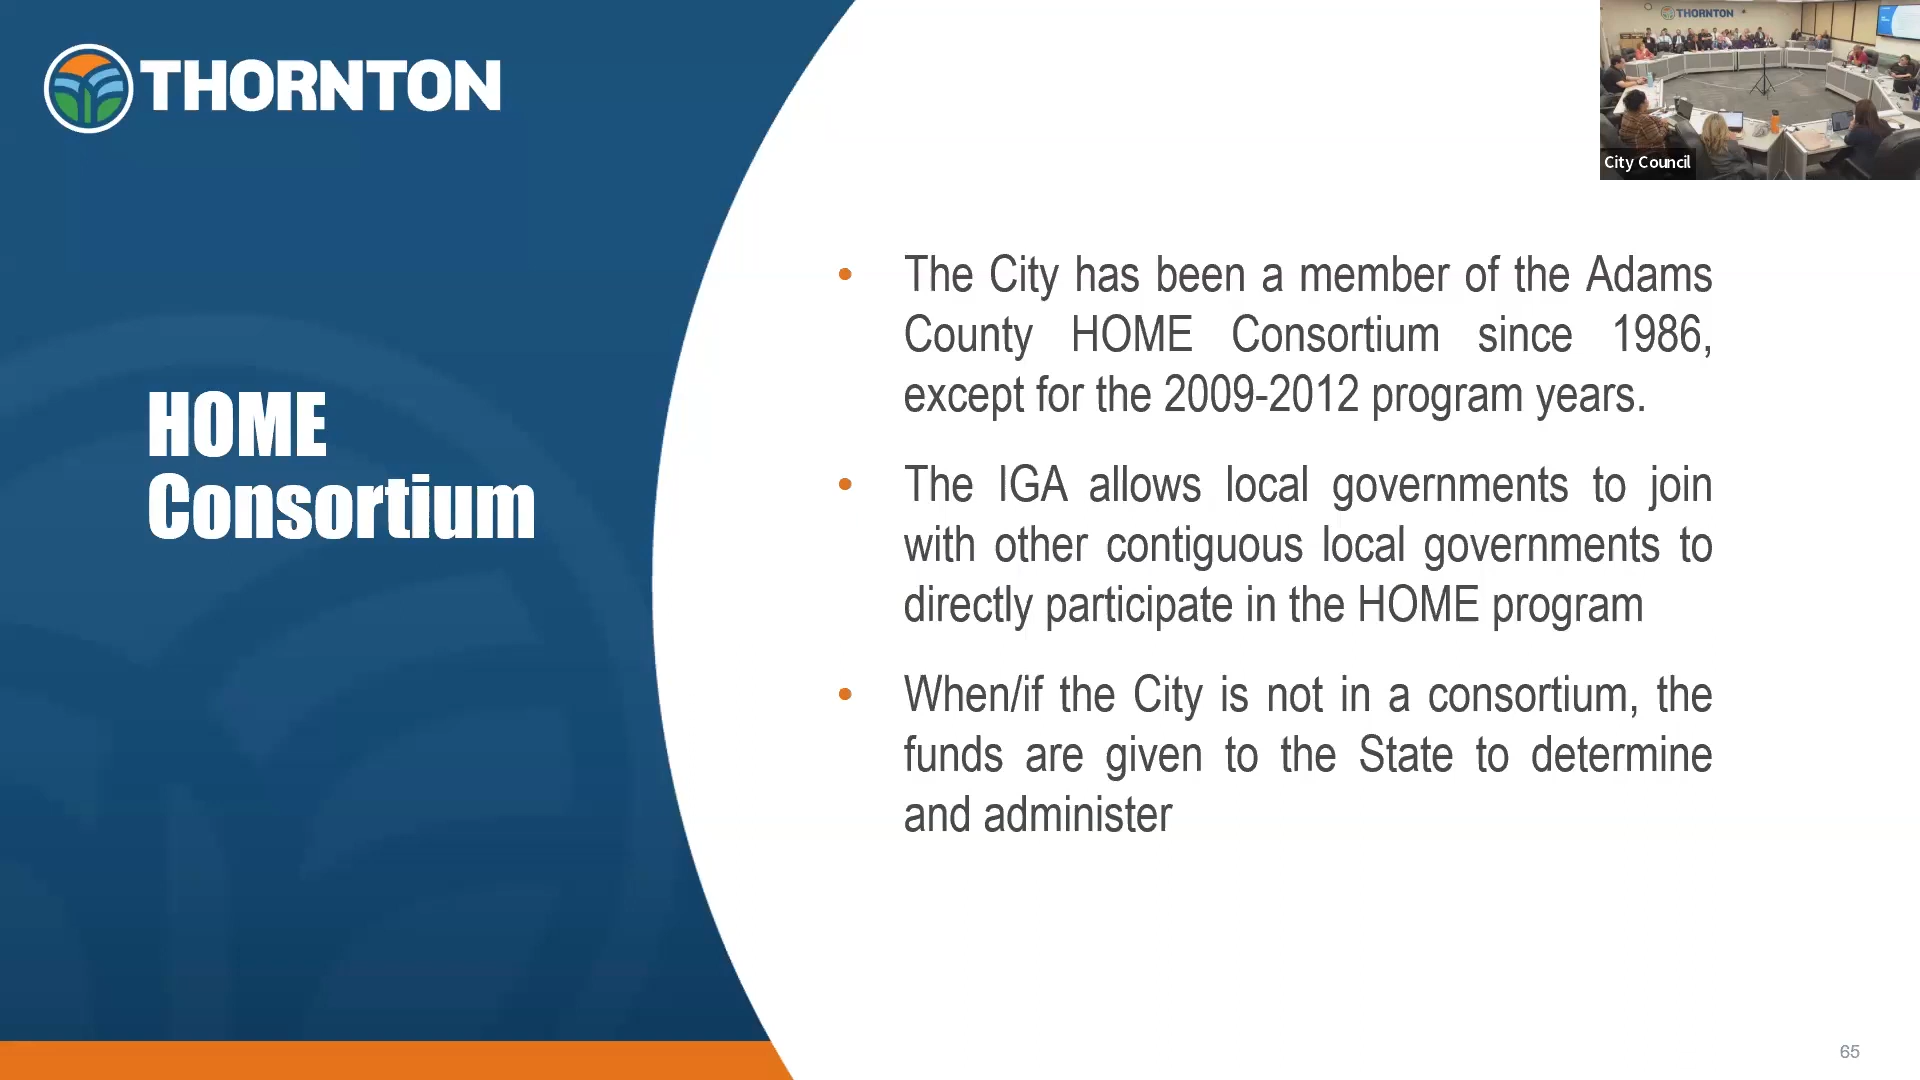 THORNTON
THORNTON
City Council
HOME
Consortium
• The City has been a member of the Adams
County HOME Consortium since 1986,
except for the 2009-2012 program years.
• The IGA allows local governments to join
with other contiguous local governments to
directly participate in the HOME program
• When/if the City is not in a consortium, the
funds are given to the State to determine
and administer
65